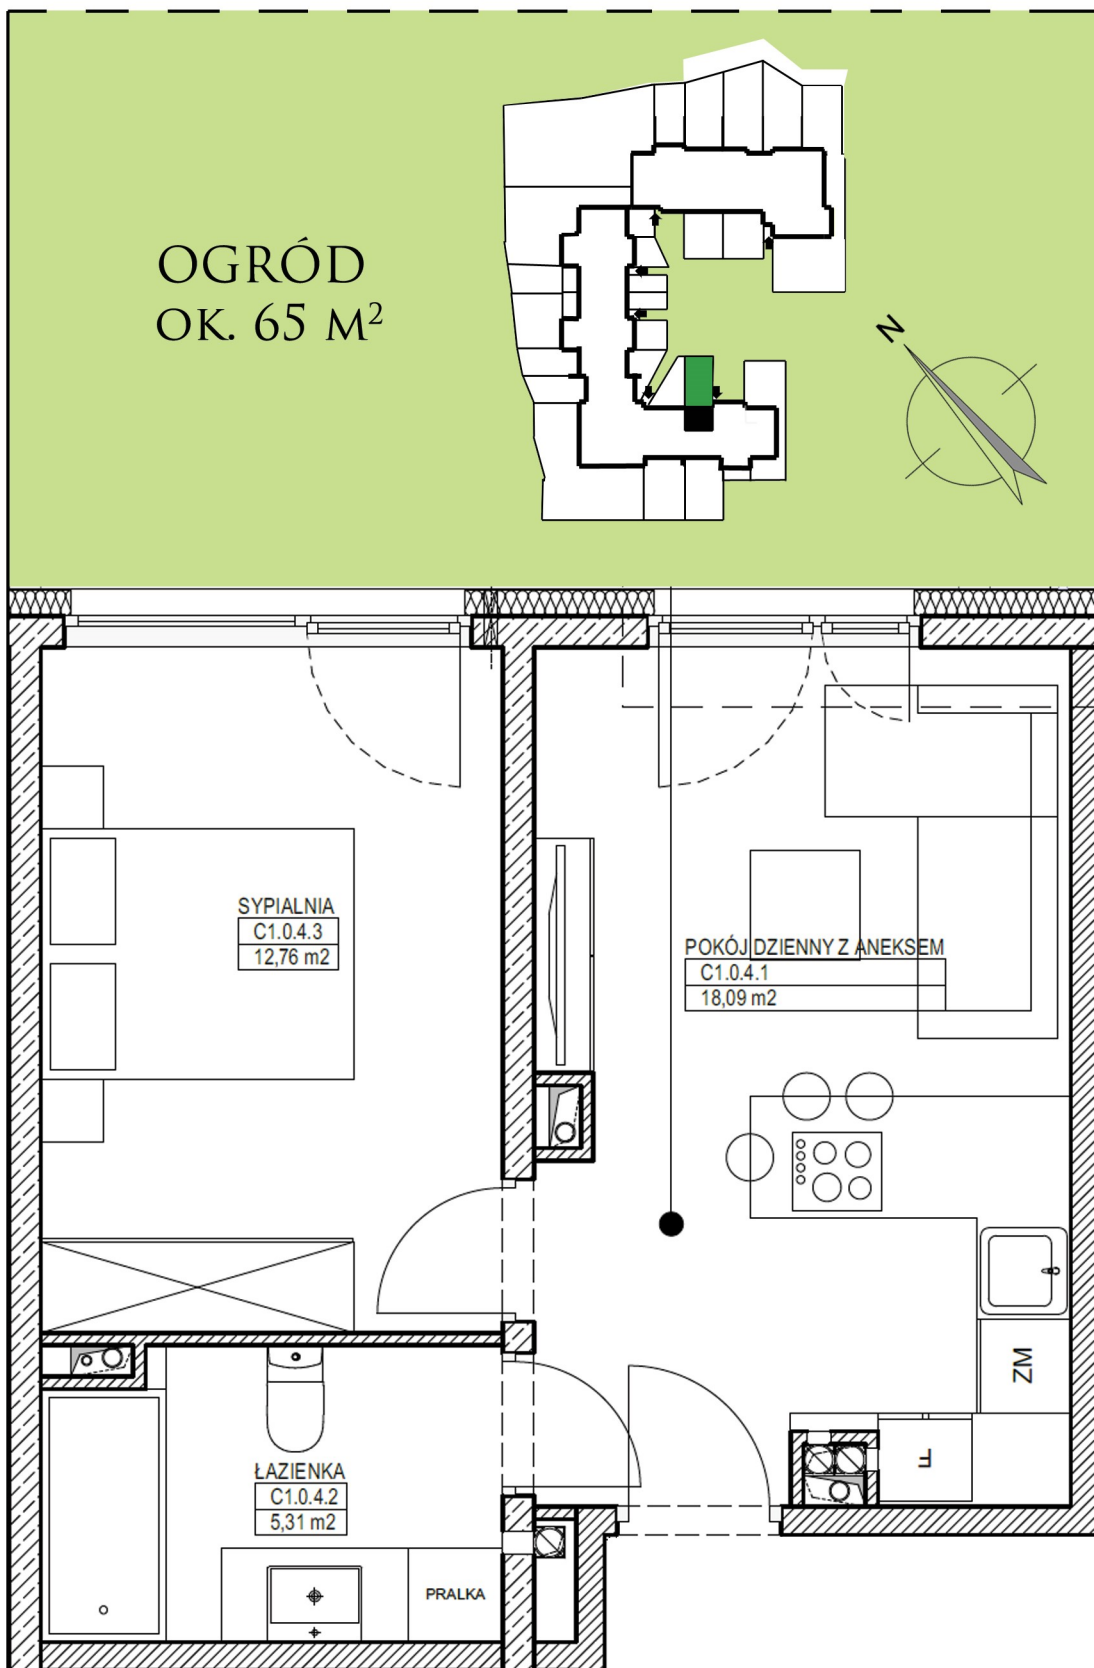 OGRÓD
OK. 65 M²
N
SYPIALNIA
C1.0.4.3
12,76 m2
POKÓJ DZIENNY Z ANEKSEM
C1.0.4.1
18,09 m2
ZM
F
ŁAZIENKA
C1.0.4.2
5,31 m2
PRALKA